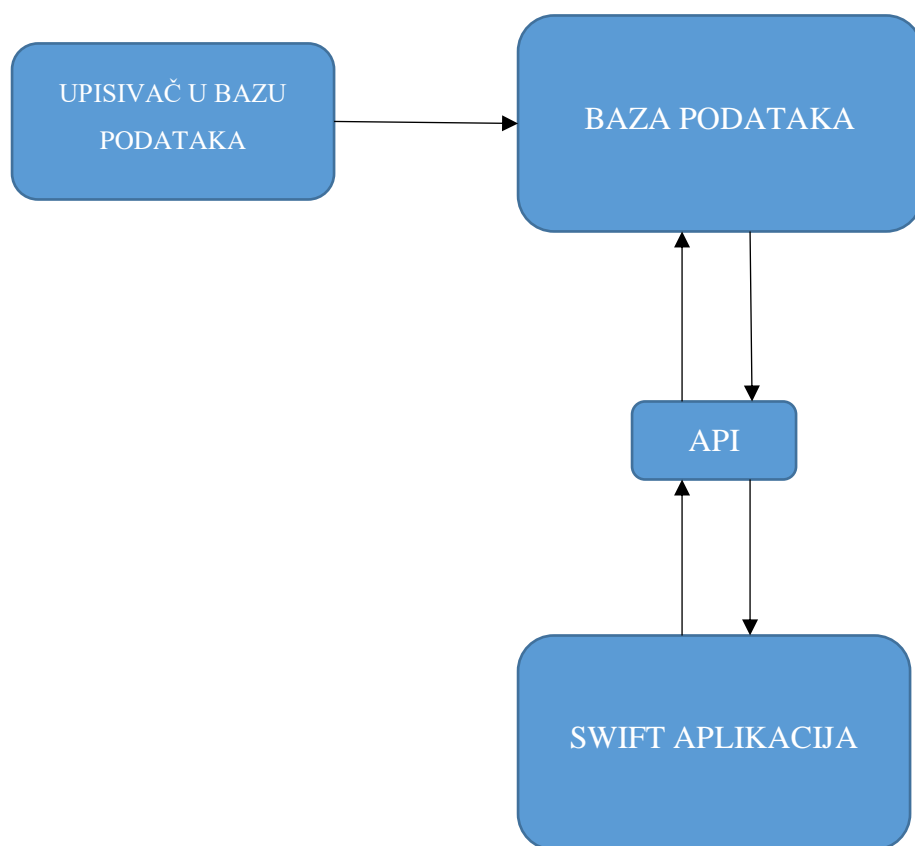 UPISIVAČ U BAZU
PODATAKA
BAZA PODATAKA
API
SWIFT APLIKACIJA